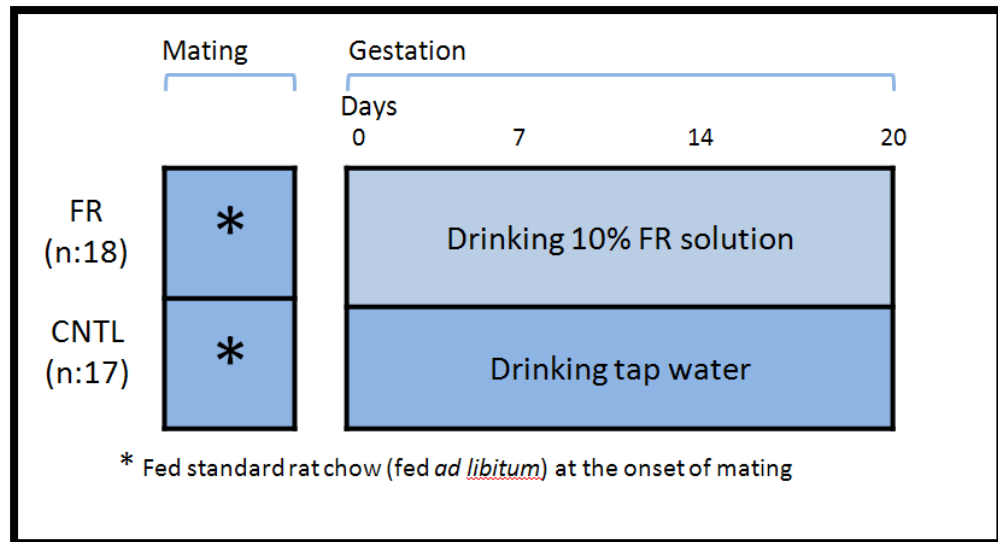 Mating
Gestation
Days
0 7 14 20
FR
(n:18)
*
Drinking 10% FR solution
CNTL
(n:17)
*
Drinking tap water
* Fed standard rat chow (fed ad libitum) at the onset of mating